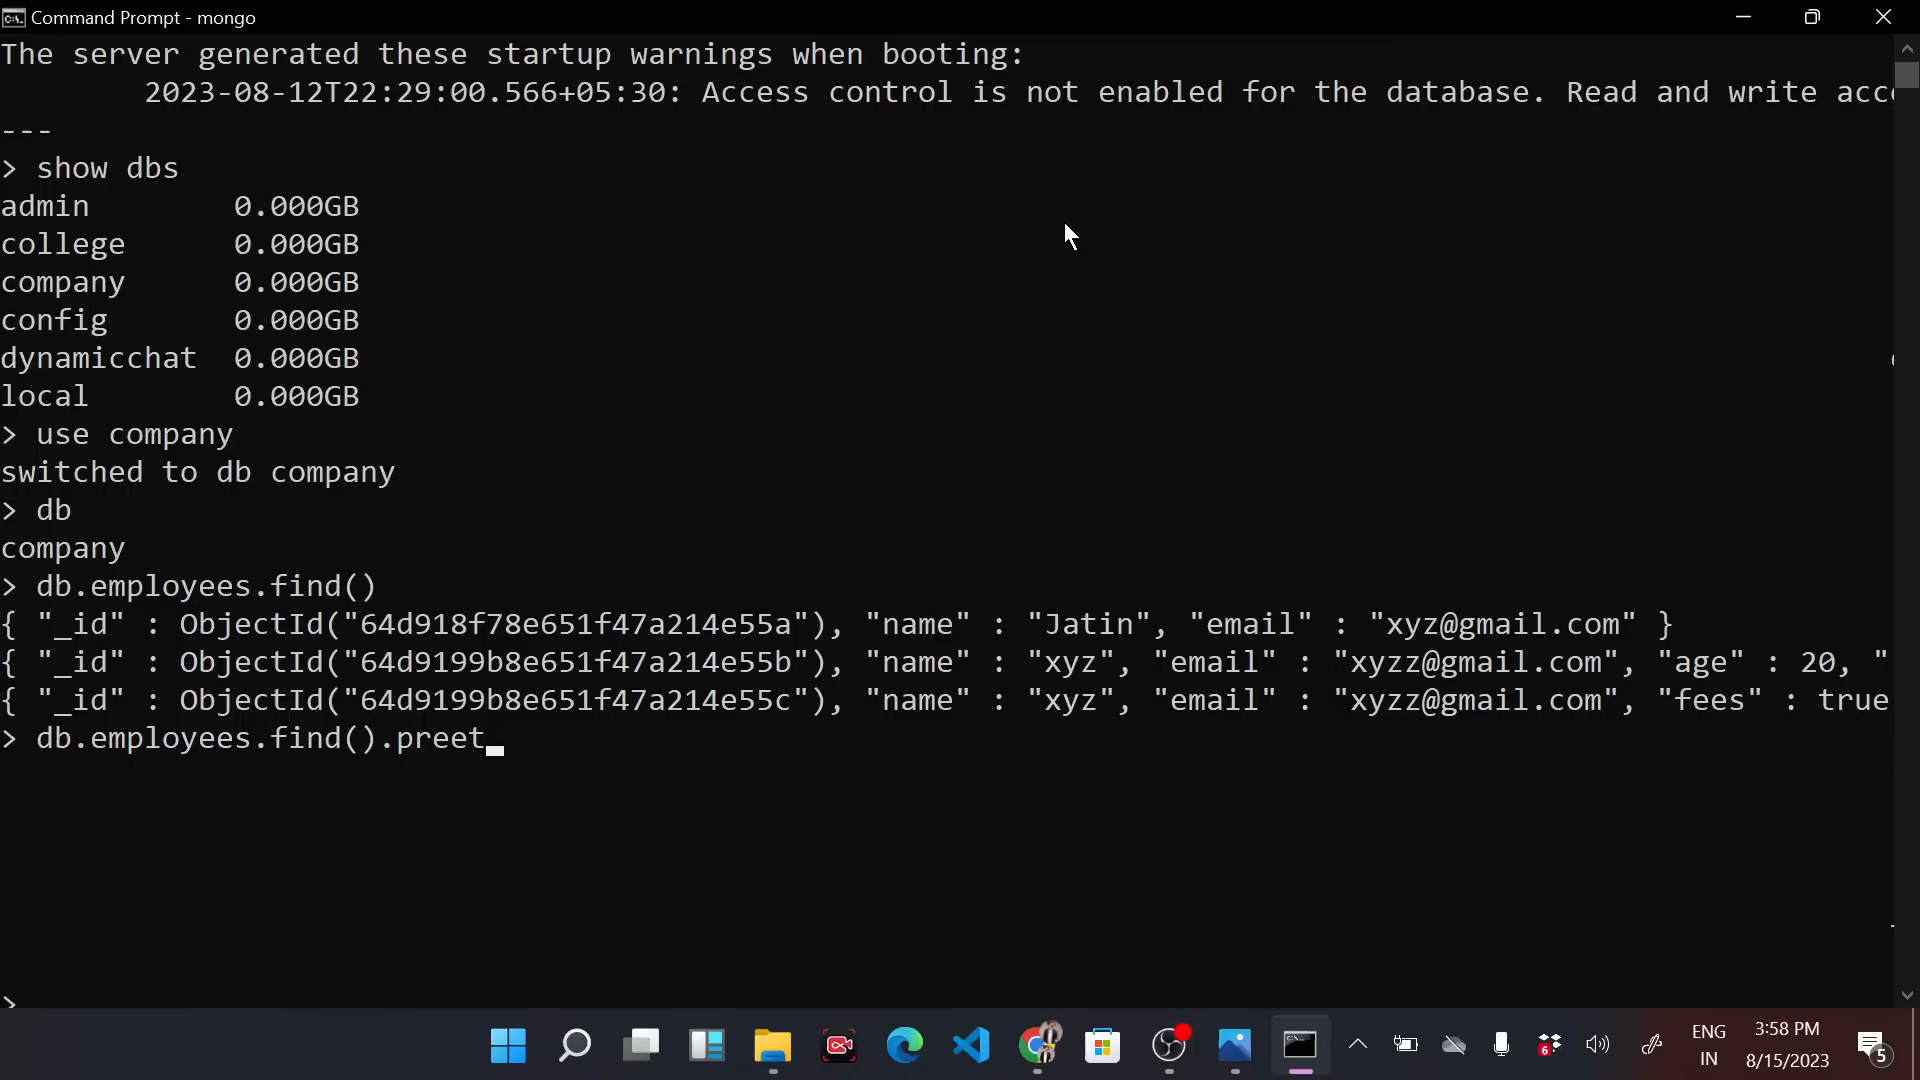 Command Prompt - mongo
The server generated these startup warnings when booting:
2023-08-12T22:29:00.566+05:30: Access control is not enabled for the database. Read and write acc
---
> show dbs
admin 0.000GB
college 0.000GB
company 0.000GB
config 0.000GB
dynamicchat 0.000GB
local 0.000GB
> use company
switched to db company
> db
company
> db.employees.find()
{ "_id" : ObjectId("64d918f78e651f47a214e55a"), "name" : "Jatin", "email" : "xyz@gmail.com" }
{ "_id" : ObjectId("64d9199b8e651f47a214e55b"), "name" : "xyz", "email" : "xyzz@gmail.com", "age" : 20, "
{ "_id" : ObjectId("64d9199b8e651f47a214e55c"), "name" : "xyz", "email" : "xyzz@gmail.com", "fees" : true
> db.employees.find().preet_
>
ENG
IN
3:58 PM
8/15/2023
6
5